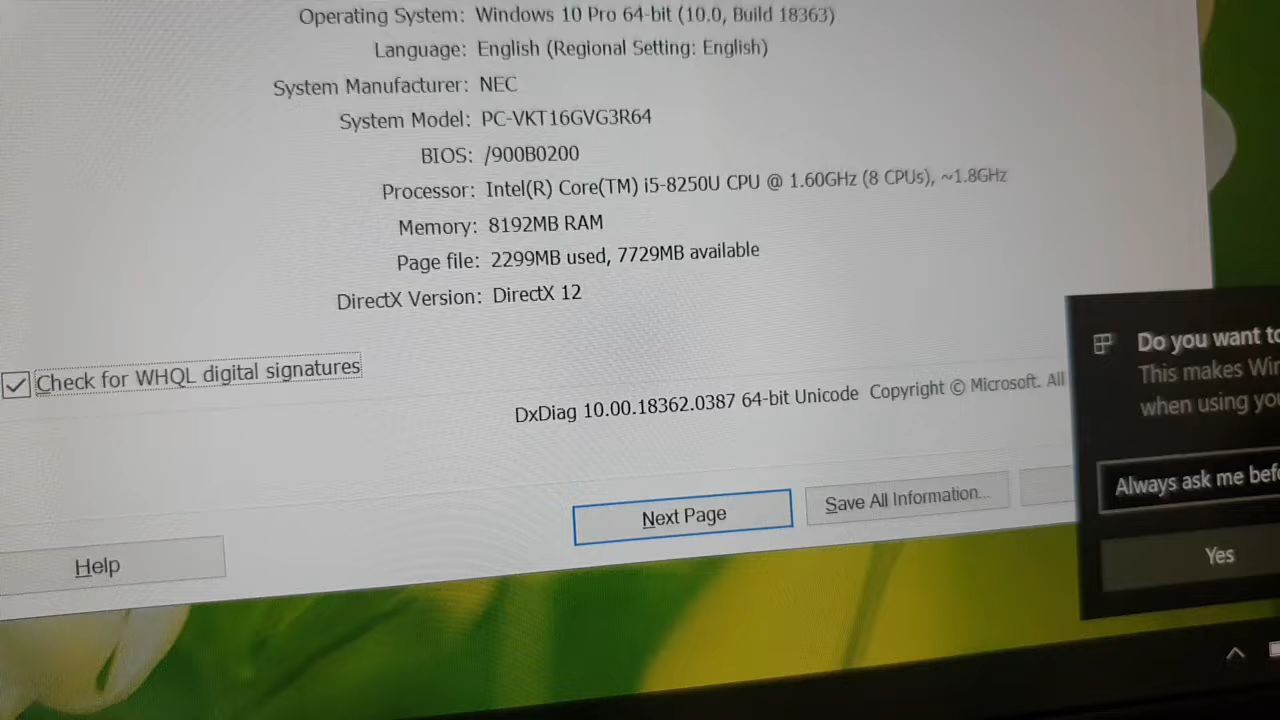 Operating System: Windows 10 Pro 64-bit (10.0, Build 18363)
Language: English (Regional Setting: English)
System Manufacturer: NEC
System Model: PC-VKT16GVG3R64
BIOS: /900B0200
Processor: Intel(R) Core(TM) i5-8250U CPU @ 1.60GHz (8 CPUs), ~1.8GHz
Memory: 8192MB RAM
Page file: 2299MB used, 7729MB available
DirectX Version: DirectX 12
Check for WHQL digital signatures
DxDiag 10.00.18362.0387 64-bit Unicode Copyright © Microsoft. All
Help
Next Page
Save All Information...
Do you want to
This makes Win
when using you
Always ask me befo
Yes